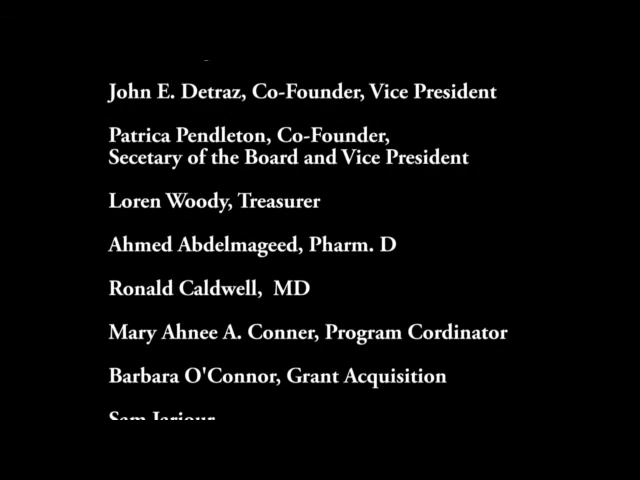 John E. Detraz, Co-Founder, Vice President
Patrica Pendleton, Co-Founder,
Secetary of the Board and Vice President
Loren Woody, Treasurer
Ahmed Abdelmageed, Pharm. D
Ronald Caldwell, MD
Mary Ahnee A. Conner, Program Cordinator
Barbara O'Connor, Grant Acquisition
Sam